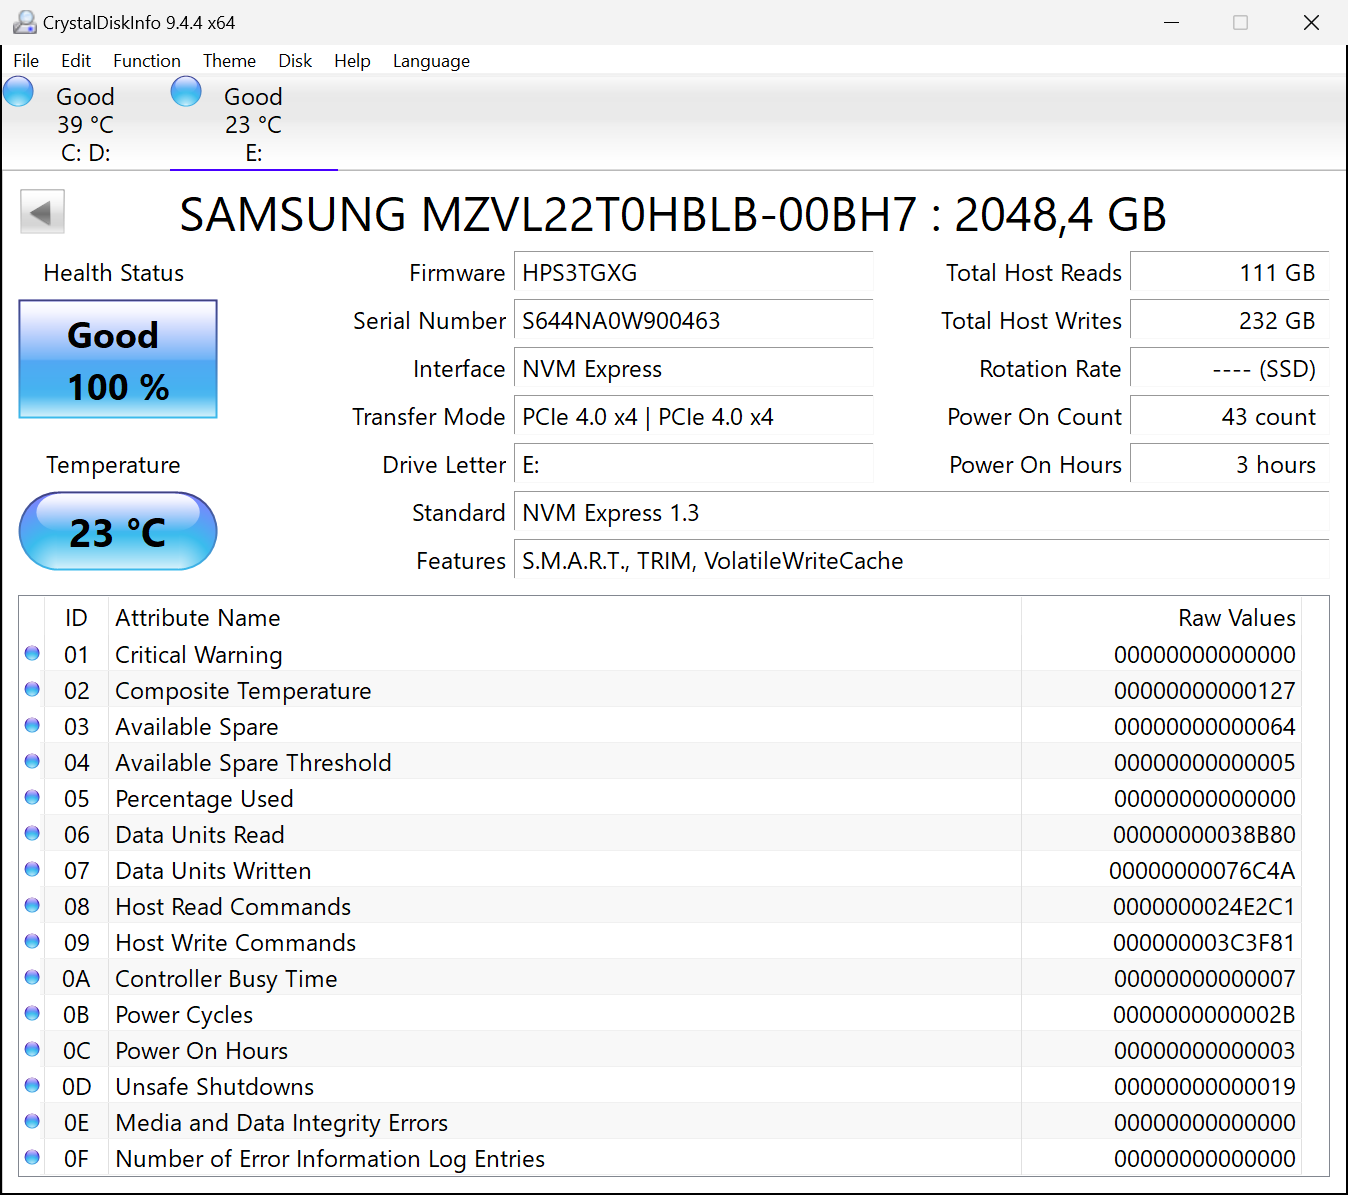 CrystalDiskInfo 9.4.4 x64
File Edit Function Theme Disk Help Language
Good Good
39 °C 23 °C
C: D: E:
SAMSUNG MZVL22T0HBLB-00BH7 : 2048,4 GB
Health Status Firmware HPS3TGXG Total Host Reads 111 GB
Good Serial Number S644NA0W900463 Total Host Writes 232 GB
100 % Interface NVM Express Rotation Rate ---- (SSD)
Transfer Mode PCIe 4.0 x4 | PCIe 4.0 x4 Power On Count 43 count
Temperature Drive Letter E: Power On Hours 3 hours
23 °C Standard NVM Express 1.3
Features S.M.A.R.T., TRIM, VolatileWriteCache
ID Attribute Name Raw Values
01 Critical Warning 00000000000000
02 Composite Temperature 00000000000127
03 Available Spare 00000000000064
04 Available Spare Threshold 00000000000005
05 Percentage Used 00000000000000
06 Data Units Read 00000000038B80
07 Data Units Written 00000000076C4A
08 Host Read Commands 0000000024E2C1
09 Host Write Commands 000000003C3F81
0A Controller Busy Time 00000000000007
0B Power Cycles 0000000000002B
0C Power On Hours 00000000000003
0D Unsafe Shutdowns 00000000000019
0E Media and Data Integrity Errors 00000000000000
0F Number of Error Information Log Entries 00000000000000